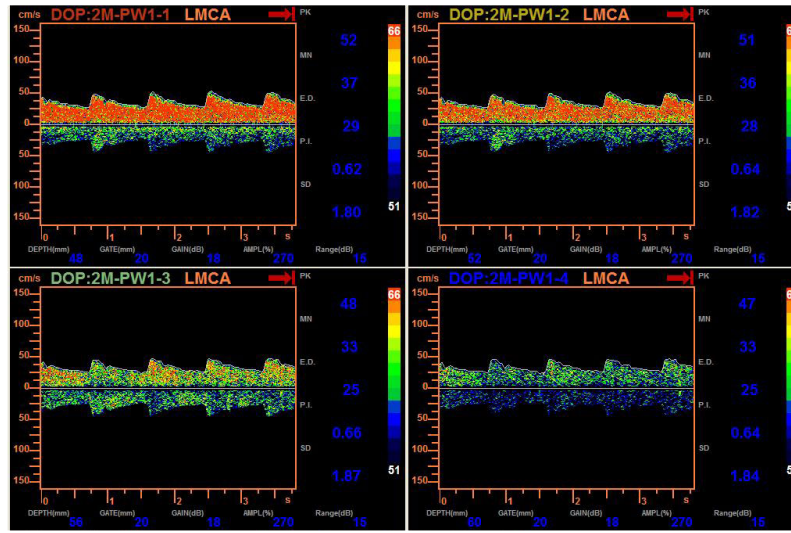 DOP:2M-PW1-1 LMCA PK
cm/s
150
100
50
0
50
100
150
0 1 2 3 s
52
MN
37
E.D.
29
P.I.
0.62
SD
1.80
66
51
DEPTH(mm) GATE(mm) GAIN(dB) AMPL(%) Range(dB)
48 20 18 270 15
DOP:2M-PW1-2 LMCA PK
cm/s
150
100
50
0
50
100
150
0 1 2 3 s
51
MN
36
E.D.
28
P.I.
0.64
SD
1.82
51
DEPTH(mm) GATE(mm) GAIN(dB) AMPL(%) Range(dB)
52 20 18 270 15
DOP:2M-PW1-3 LMCA PK
cm/s
150
100
50
0
50
100
150
0 1 2 3 s
48
MN
33
E.D.
25
P.I.
0.66
SD
1.87
66
51
DEPTH(mm) GATE(mm) GAIN(dB) AMPL(%) Range(dB)
56 20 18 270 15
DOP:2M-PW1-4 LMCA PK
cm/s
150
100
50
0
50
100
150
0 1 2 3 s
47
MN
33
E.D.
25
P.I.
0.64
SD
1.84
51
DEPTH(mm) GATE(mm) GAIN(dB) AMPL(%) Range(dB)
60 20 18 270 15